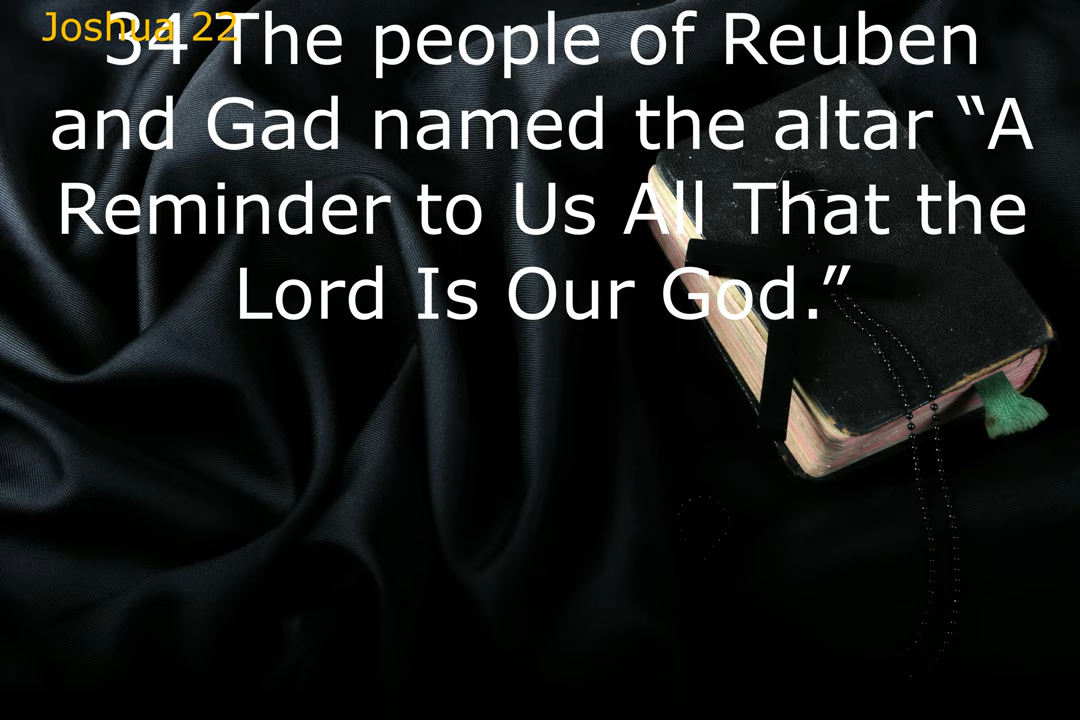 Joshua 22
34 The people of Reuben
and Gad named the altar “A
Reminder to Us All That the
Lord Is Our God.”